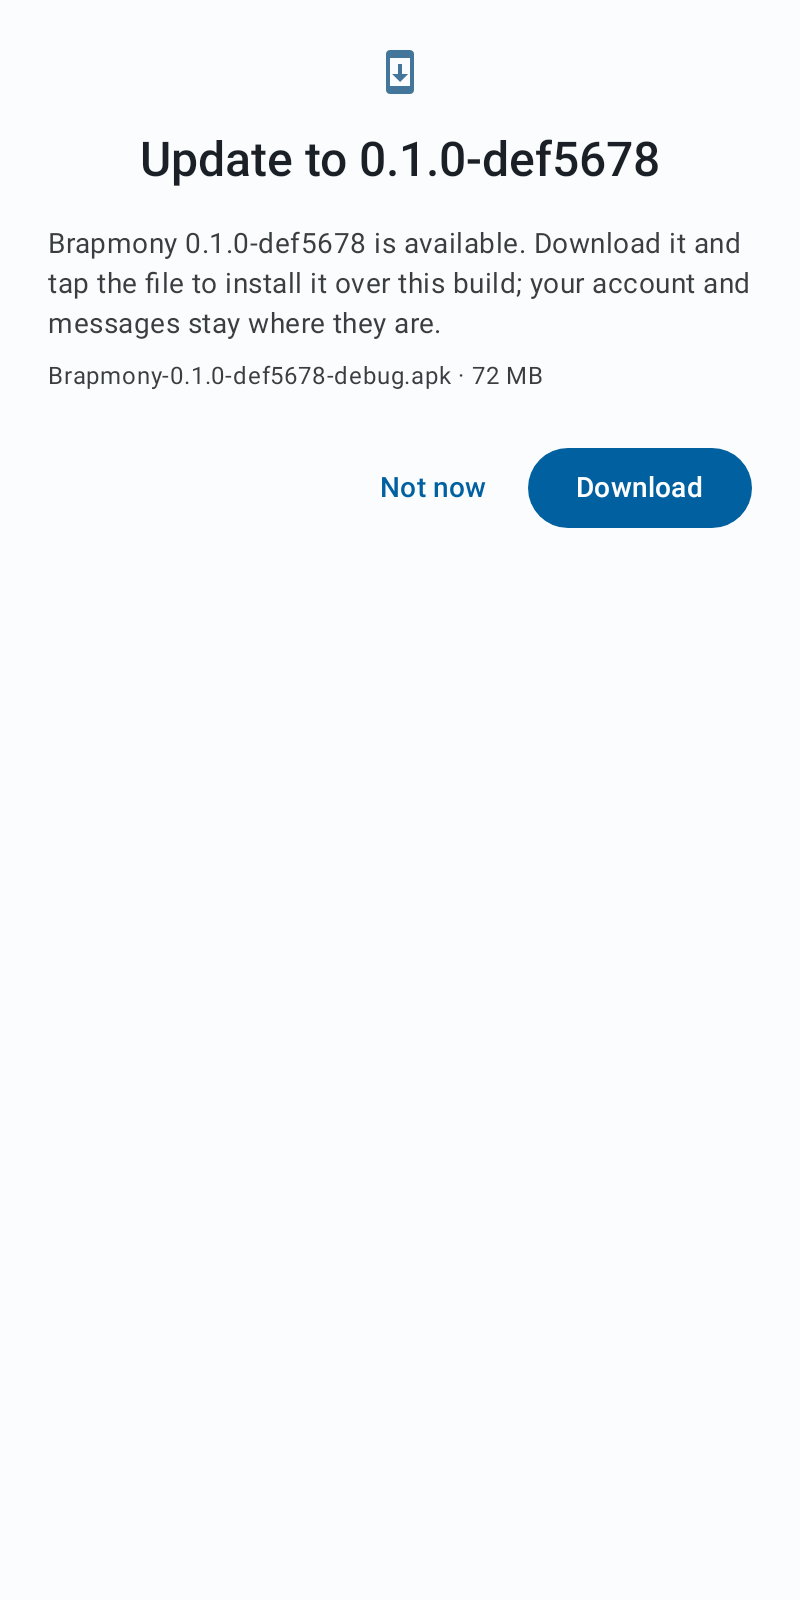 Update to 0.1.0-def5678
Brapmony 0.1.0-def5678 is available. Download it and
tap the file to install it over this build; your account and
messages stay where they are.
Brapmony-0.1.0-def5678-debug.apk · 72 MB
Not now
Download